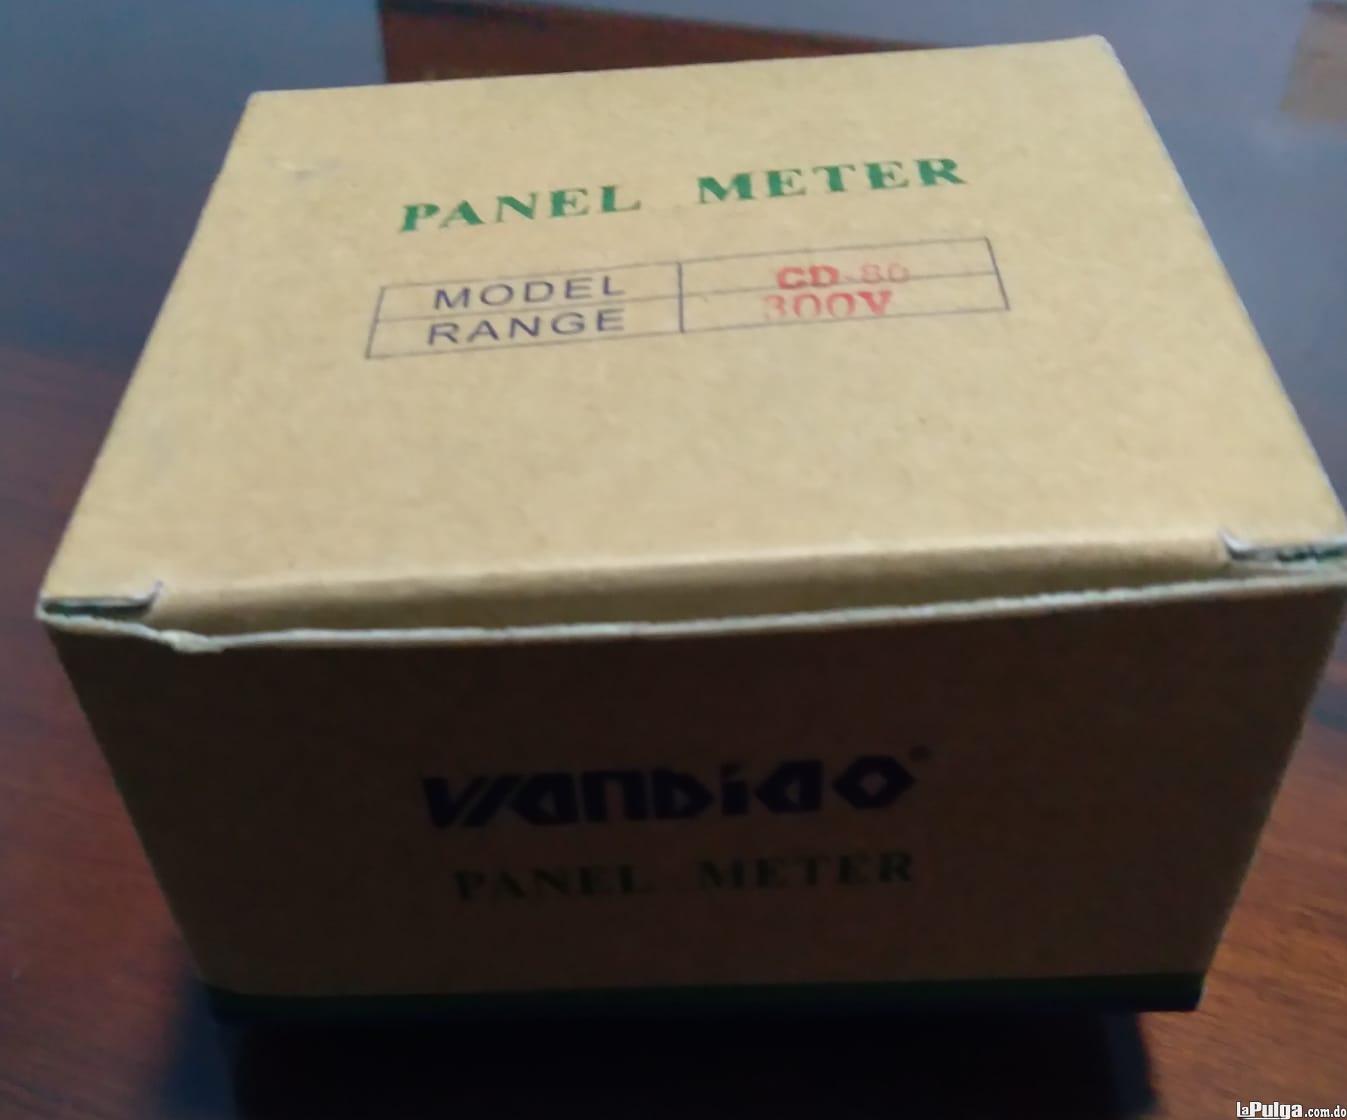 PANEL METER
MODEL CD-80
RANGE 300V
WANDIAO®
PANEL METER
laPulga.com.do